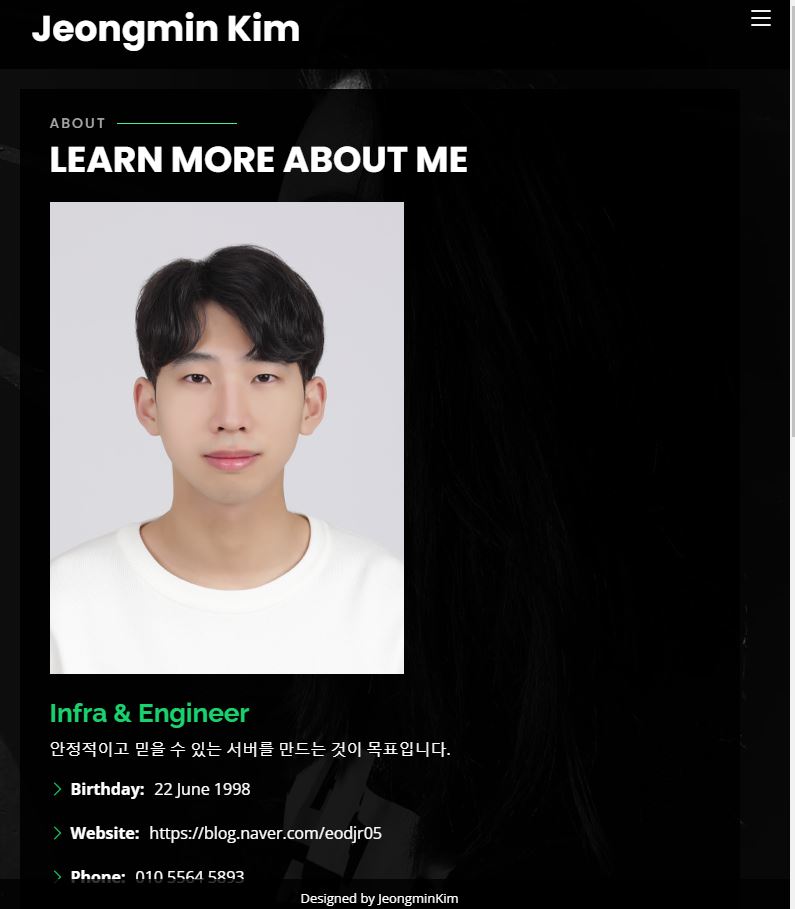 Jeongmin Kim
ABOUT
LEARN MORE ABOUT ME
Infra & Engineer
안정적이고 믿을 수 있는 서버를 만드는 것이 목표입니다.
Birthday: 22 June 1998
Website: https://blog.naver.com/eodjr05
Phone: 010 5564 5893
Designed by JeongminKim